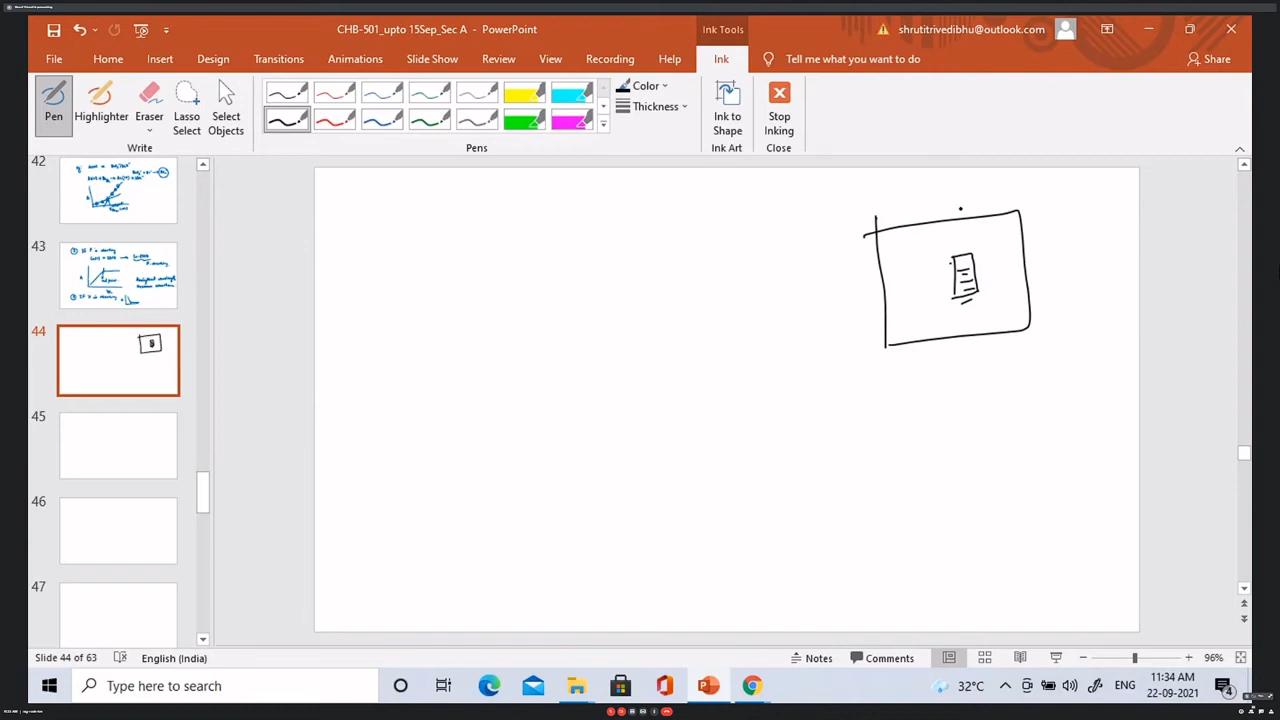 CHB-501_upto 15Sep_Sec A - PowerPoint
Ink Tools
shrutitrivedibhu@outlook.com
File Home Insert Design Transitions Animations Slide Show Review View Recording Help Ink Tell me what you want to do Share
Pen Highlighter Eraser Lasso Select Select Objects
Color
Thickness
Ink to Shape
Stop Inking
Write Pens Ink Art Close
42
43
44
45
46
47
Slide 44 of 63 English (India) Notes Comments 96%
Type here to search
32°C ENG
11:34 AM
22-09-2021
4